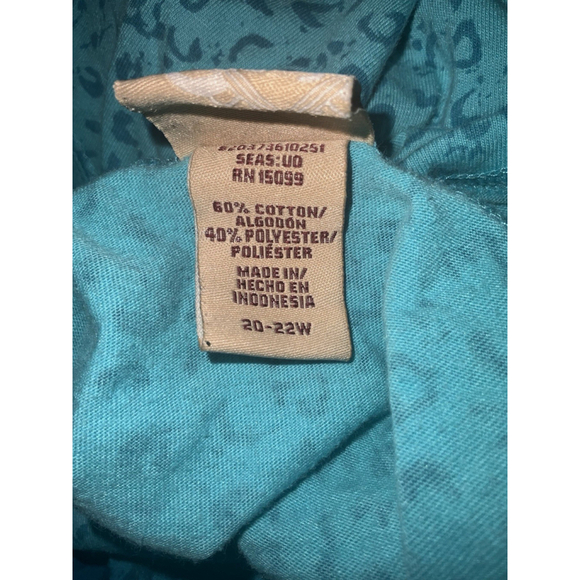 SEAS:UO
RN 15099
60% COTTON/
ALGODÓN
40% POLYESTER/
POLIÉSTER
MADE IN/
HECHO EN
INDONESIA
20-22W